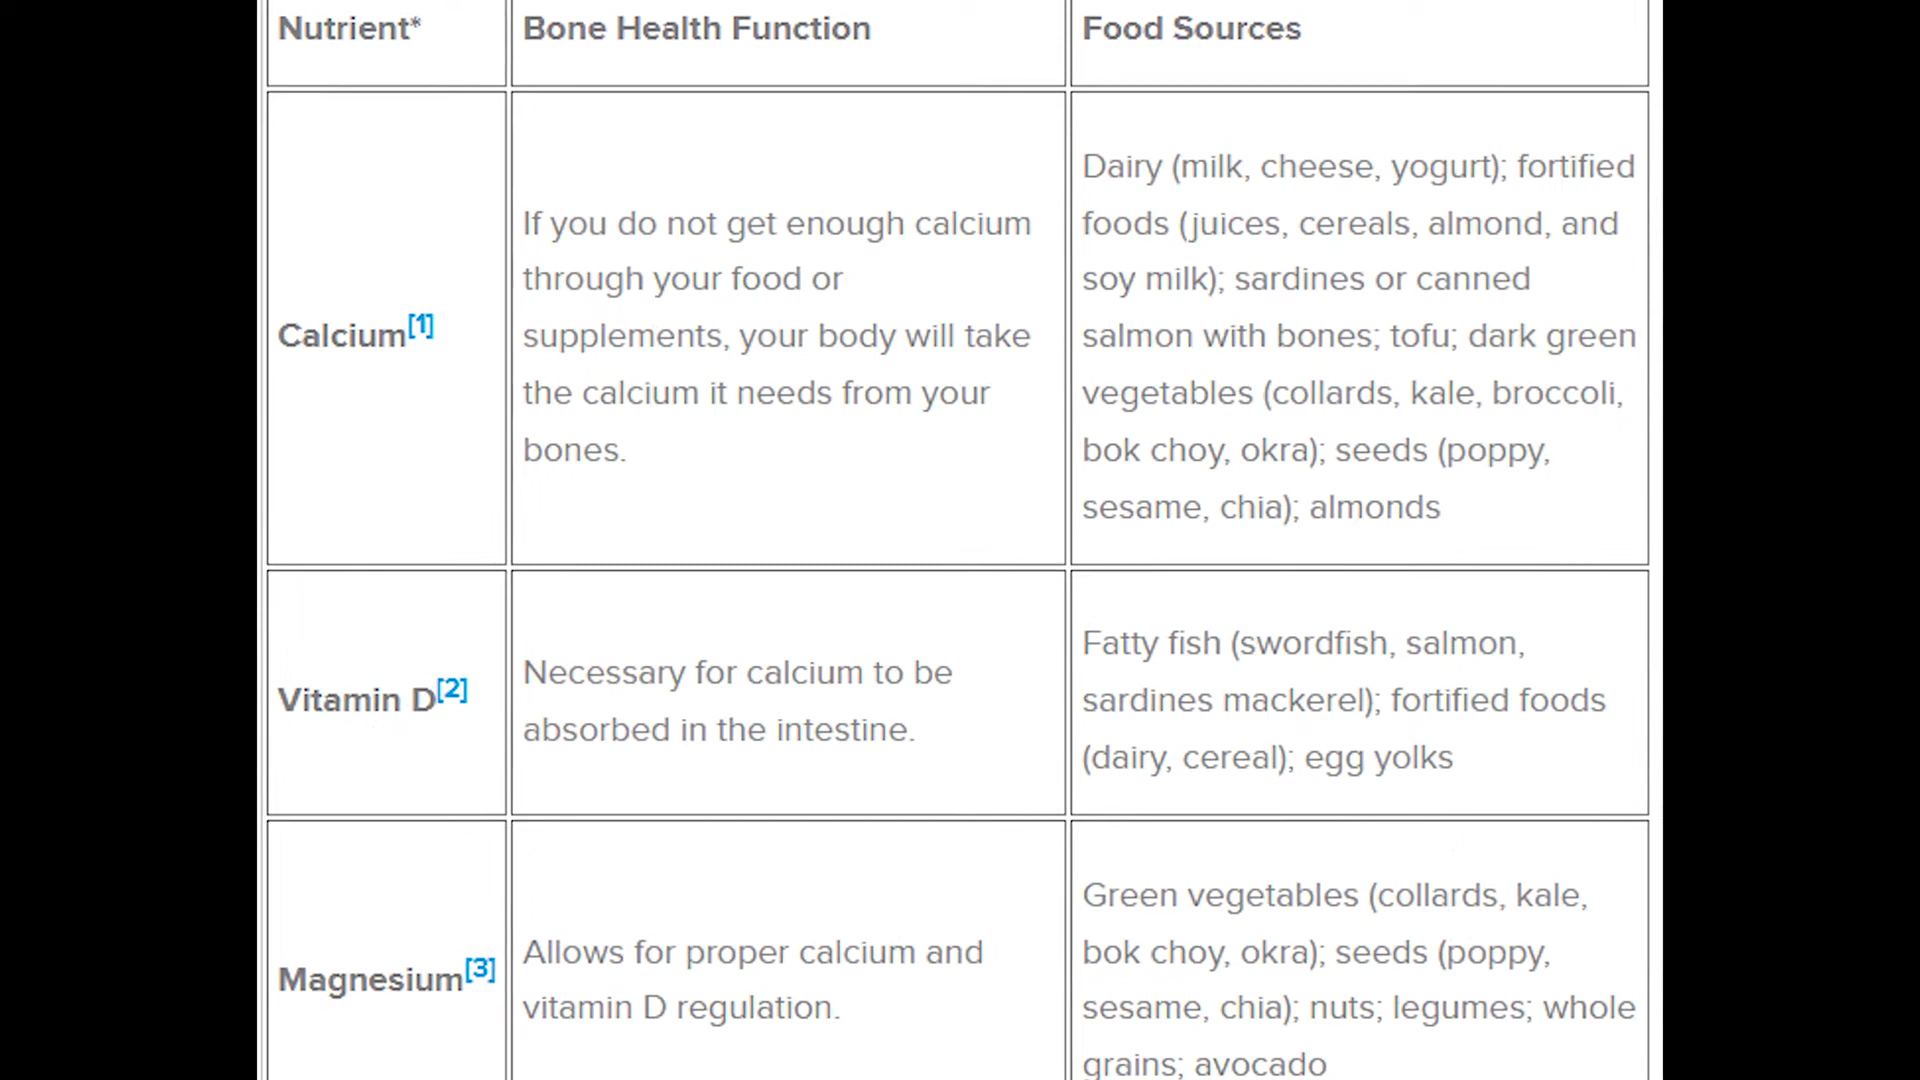 Nutrient*
Bone Health Function
Food Sources
Calcium[1]
If you do not get enough calcium
through your food or
supplements, your body will take
the calcium it needs from your
bones.
Dairy (milk, cheese, yogurt); fortified
foods (juices, cereals, almond, and
soy milk); sardines or canned
salmon with bones; tofu; dark green
vegetables (collards, kale, broccoli,
bok choy, okra); seeds (poppy,
sesame, chia); almonds
Vitamin D[2]
Necessary for calcium to be
absorbed in the intestine.
Fatty fish (swordfish, salmon,
sardines mackerel); fortified foods
(dairy, cereal); egg yolks
Magnesium[3]
Allows for proper calcium and
vitamin D regulation.
Green vegetables (collards, kale,
bok choy, okra); seeds (poppy,
sesame, chia); nuts; legumes; whole
grains; avocado